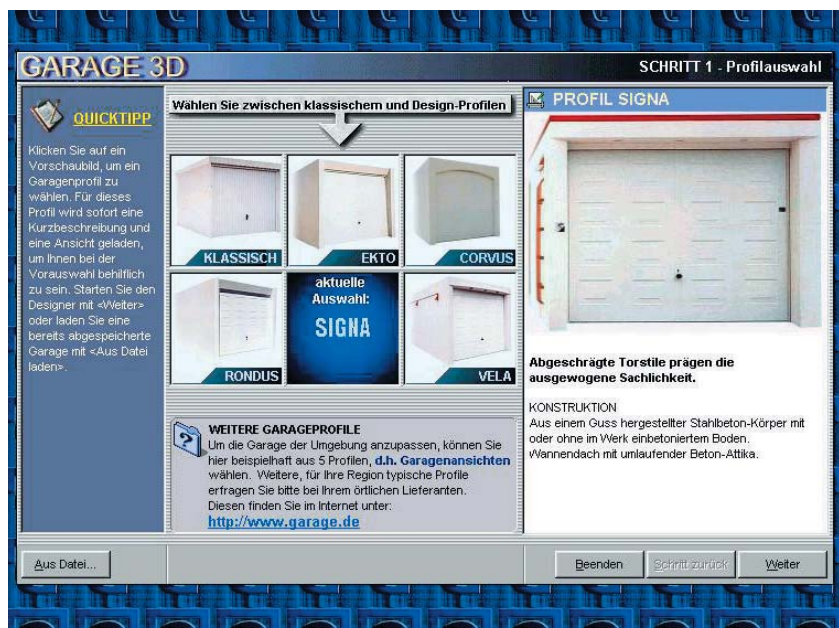 GARAGE 3D
SCHRITT 1 - Profilauswahl
QUICKTIPP
Klicken Sie auf ein
Vorschaubild, um ein
Garagenprofil zu
wählen. Für dieses
Profil wird sofort eine
Kurzbeschreibung und
eine Ansicht geladen,
um Ihnen bei der
Vorauswahl behilflich
zu sein. Starten Sie den
Designer mit «Weiter»
oder laden Sie eine
bereits abgespeicherte
Garage mit «Aus Datei
laden».
Wählen Sie zwischen klassischem und Design-Profilen
KLASSISCH
EKTO
CORVUS
RONDUS
aktuelle
Auswahl:
SIGNA
VELA
WEITERE GARAGEPROFILE
Um die Garage der Umgebung anzupassen, können Sie
hier beispielhaft aus 5 Profilen, d.h. Garagenansichten
wählen. Weitere, für Ihre Region typische Profile
erfragen Sie bitte bei Ihrem örtlichen Lieferanten.
Diesen finden Sie im Internet unter:
http://www.garage.de
PROFIL SIGNA
Abgeschrägte Torstile prägen die
ausgewogene Sachlichkeit.
KONSTRUKTION
Aus einem Guss hergestellter Stahlbeton-Körper mit
oder ohne im Werk einbetoniertem Boden.
Wannendach mit umlaufender Beton-Attika.
Aus Datei...
Beenden
Schritt zurück
Weiter